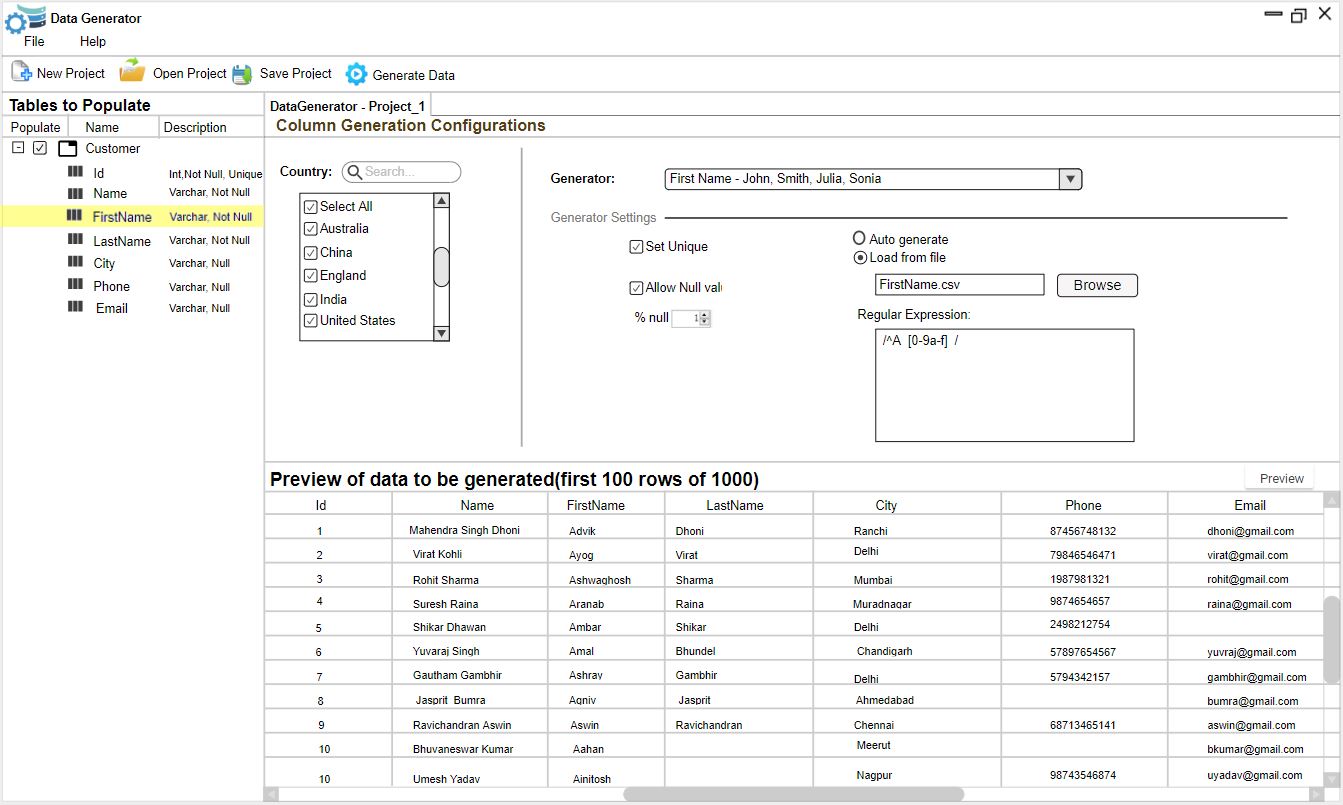 Data Generator
File Help
New Project Open Project Save Project Generate Data
Tables to Populate
Populate Name Description
Customer
Id Int,Not Null, Unique
Name Varchar, Not Null
FirstName Varchar, Not Null
LastName Varchar, Not Null
City Varchar, Null
Phone Varchar, Null
Email Varchar, Null
DataGenerator - Project_1
Column Generation Configurations
Country: Search...
Select All
Australia
China
England
India
United States
Generator: First Name - John, Smith, Julia, Sonia
Generator Settings
Set Unique
Allow Null valu
% null 1
Auto generate
Load from file
FirstName.csv Browse
Regular Expression:
/^A [0-9a-f] /
Preview of data to be generated(first 100 rows of 1000) Preview
Id Name FirstName LastName City Phone Email
1 Mahendra Singh Dhoni Advik Dhoni Ranchi 87456748132 dhoni@gmail.com
2 Virat Kohli Ayog Virat Delhi 79846546471 virat@gmail.com
3 Rohit Sharma Ashwaghosh Sharma Mumbai 1987981321 rohit@gmail.com
4 Suresh Raina Aranab Raina Muradnagar 9874654657 raina@gmail.com
5 Shikar Dhawan Ambar Shikar Delhi 2498212754
6 Yuvaraj Singh Amal Bhundel Chandigarh 57897654567 yuvraj@gmail.com
7 Gautham Gambhir Ashray Gambhir Delhi 5794342157 gambhir@gmail.com
8 Jasprit Bumra Agniv Jasprit Ahmedabad bumra@gmail.com
9 Ravichandran Aswin Aswin Ravichandran Chennai 68713465141 aswin@gmail.com
10 Bhuvaneswar Kumar Aahan Meerut bkumar@gmail.com
10 Umesh Yadav Ainitosh Nagpur 98743546874 uyadav@gmail.com